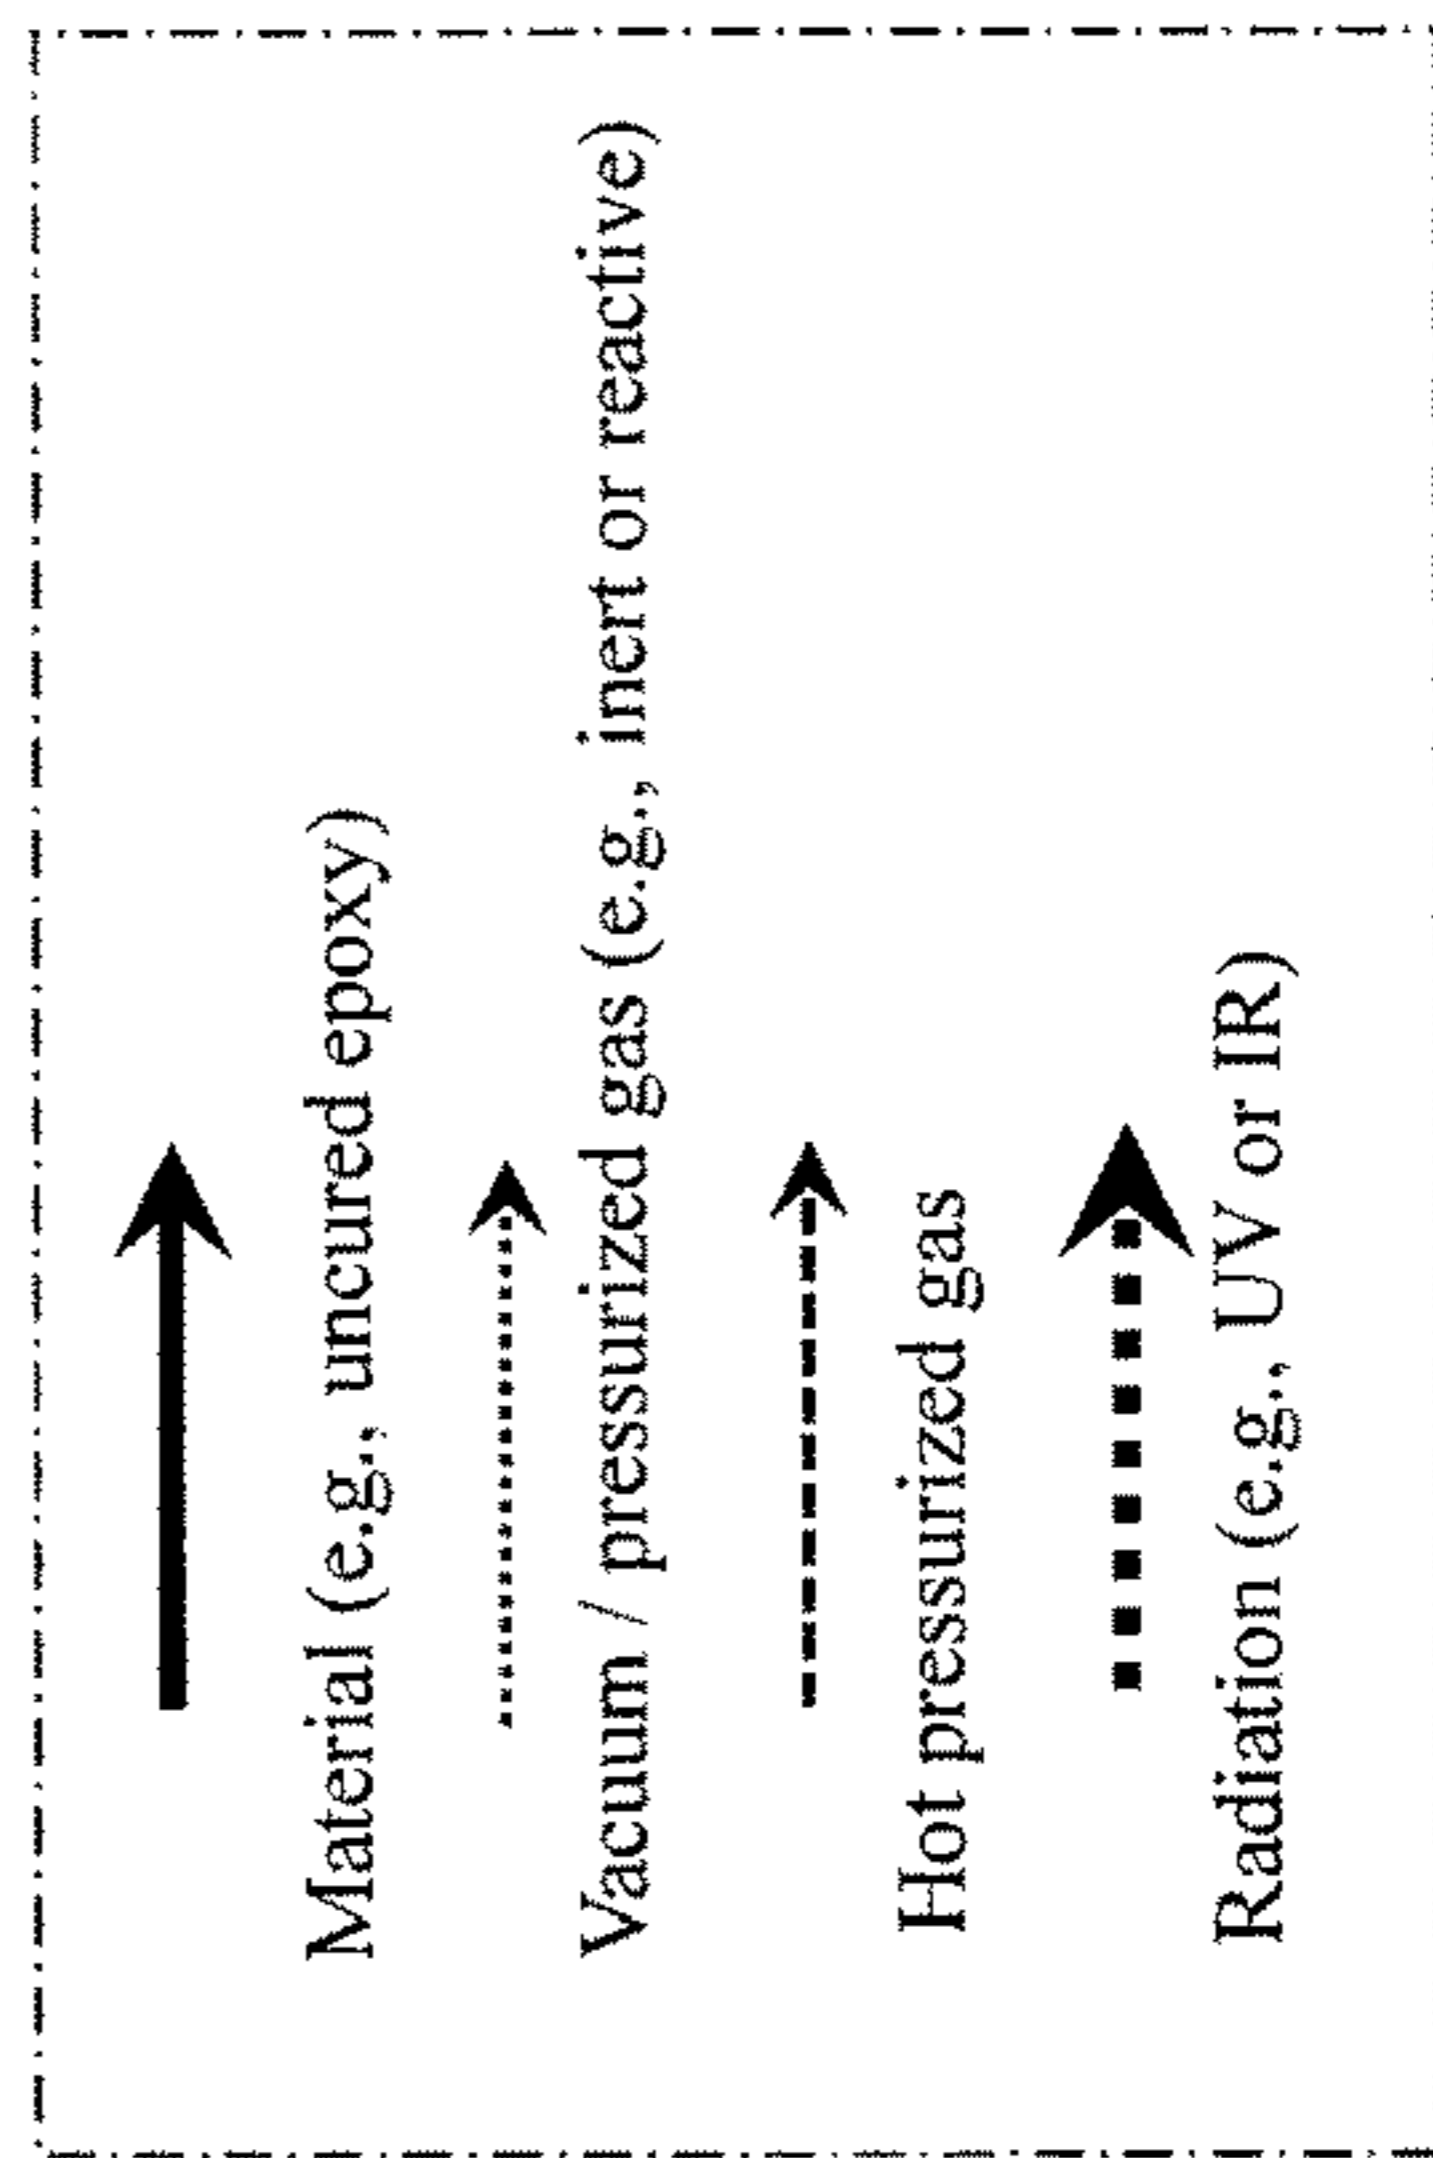 Material (e.g., uncured epoxy)
Vacuum / pressurized gas (e.g., inert or reactive)
Hot pressurized gas
Radiation (e.g., UV or IR)